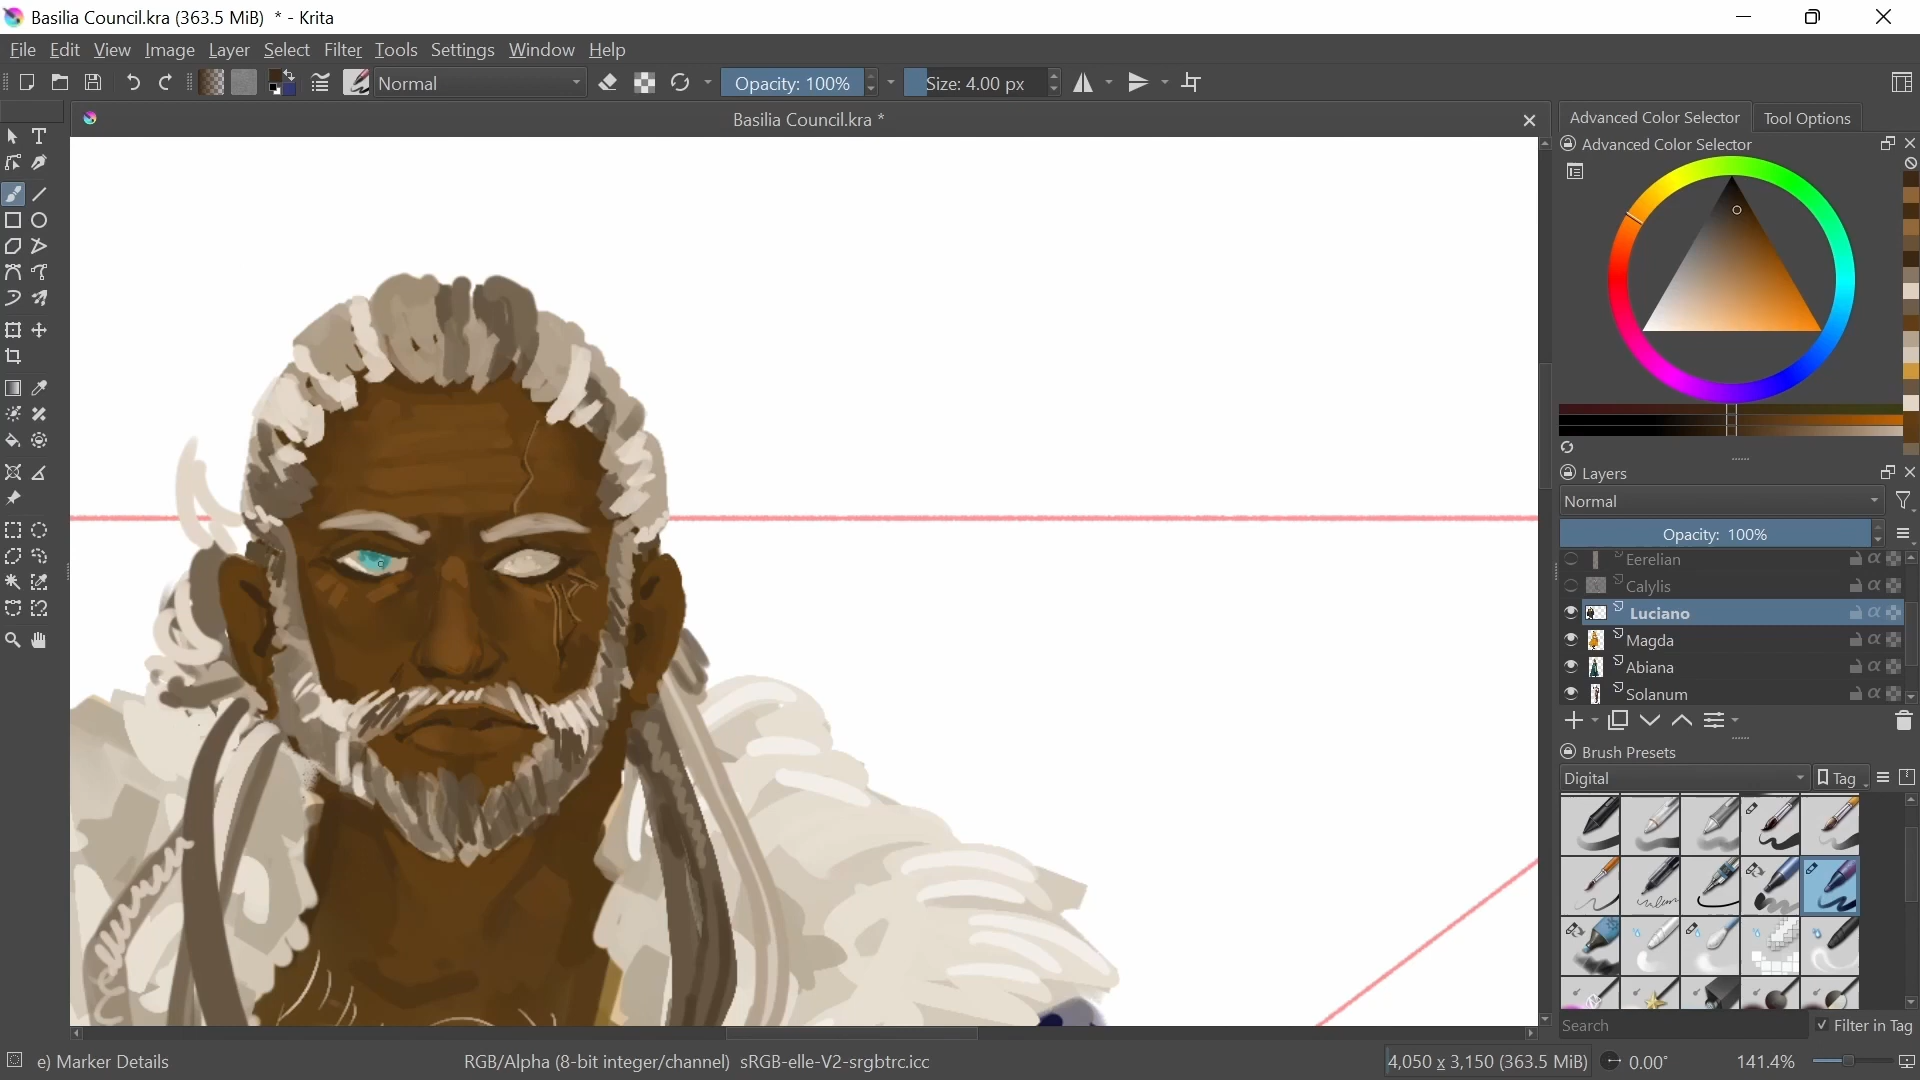 Basilia Council.kra (363.5 MiB) * - Krita
File Edit View Image Layer Select Filter Tools Settings Window Help
Normal
Opacity: 100%
Size: 4.00 px
Basilia Council.kra *
Advanced Color Selector
Tool Options
Advanced Color Selector
Layers
Normal
Opacity: 100%
Eerelian
Calylis
Luciano
Magda
Abiana
Solanum
Brush Presets
Digital
Tag
Search
Filter in Tag
e) Marker Details
RGB/Alpha (8-bit integer/channel) sRGB-elle-V2-srgbtrc.icc
4,050 x 3,150 (363.5 MiB)
0.00°
141.4%